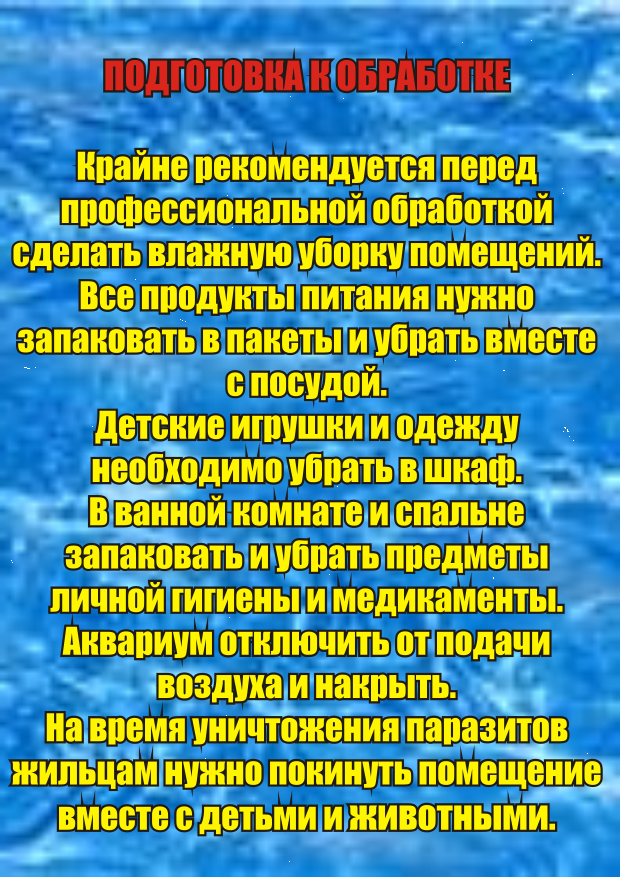 ПОДГОТОВКА К ОБРАБОТКЕ
Крайне рекомендуется перед
профессиональной обработкой
сделать влажную уборку помещений.
Все продукты питания нужно
запаковать в пакеты и убрать вместе
с посудой.
Детские игрушки и одежду
необходимо убрать в шкаф.
В ванной комнате и спальне
запаковать и убрать предметы
личной гигиены и медикаменты.
Аквариум отключить от подачи
воздуха и накрыть.
На время уничтожения паразитов
жильцам нужно покинуть помещение
вместе с детьми и животными.